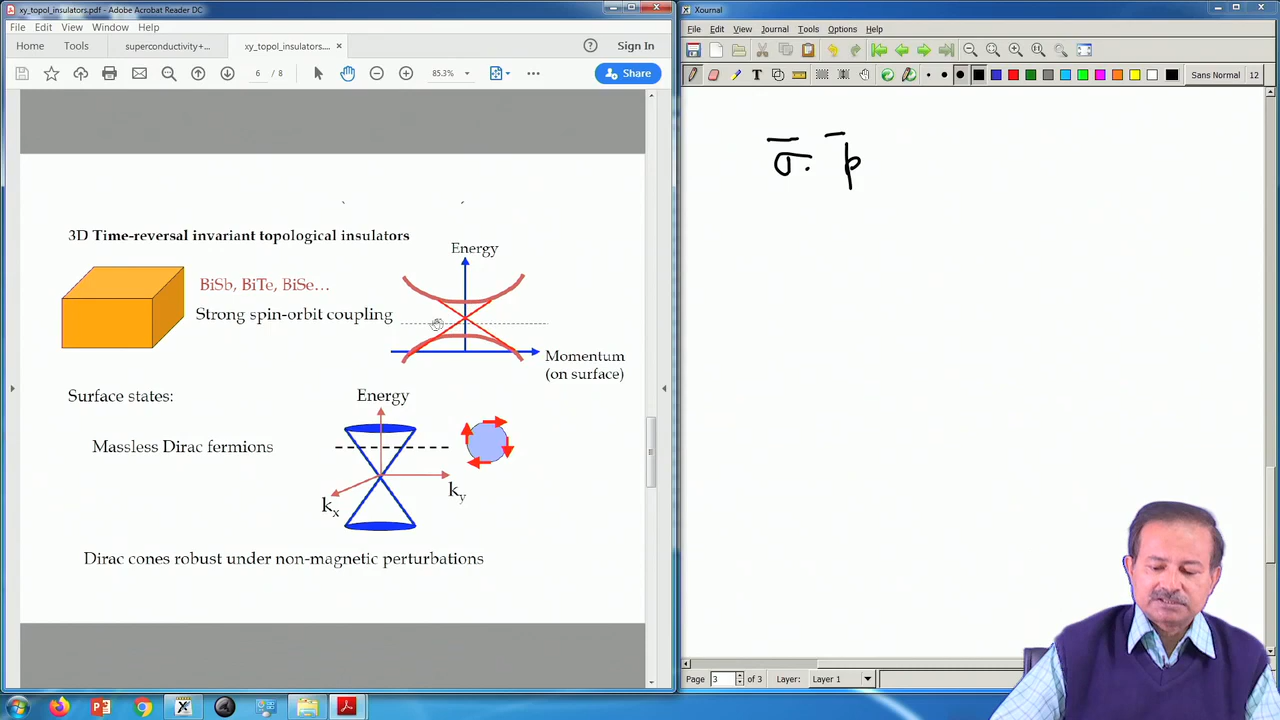 xy_topol_insulators.pdf - Adobe Acrobat Reader DC
File Edit View Window Help
Home Tools superconductivity+... xy_topol_insulators.... × Sign In
6 / 8 85.3% Share
3D Time-reversal invariant topological insulators
Energy
BiSb, BiTe, BiSe...
Strong spin-orbit coupling
Momentum
(on surface)
Surface states:
Energy
Massless Dirac fermions
kx
ky
Dirac cones robust under non-magnetic perturbations
Xournal
File Edit View Journal Tools Options Help
Sans Normal 12
σ̅. p̅
Page 3 of 3 Layer: Layer 1